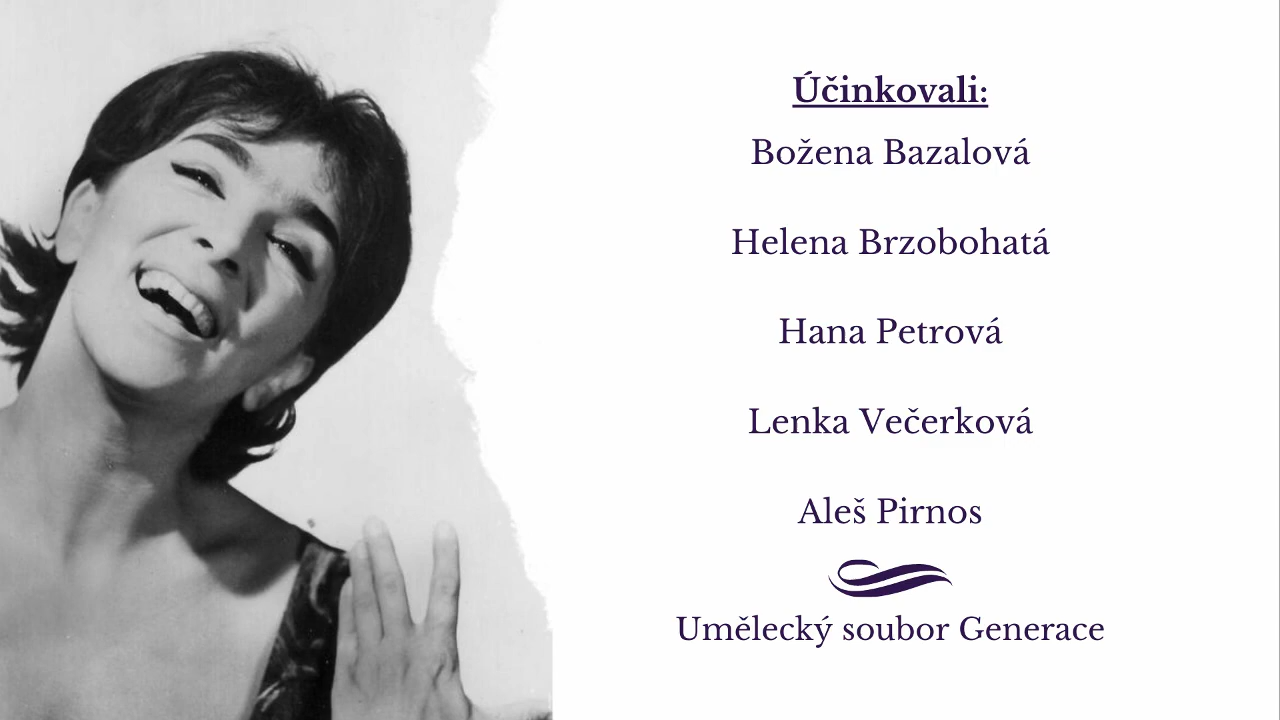 Účinkovali:
Božena Bazalová
Helena Brzobohatá
Hana Petrová
Lenka Večerková
Aleš Pirnos
Umělecký soubor Generace